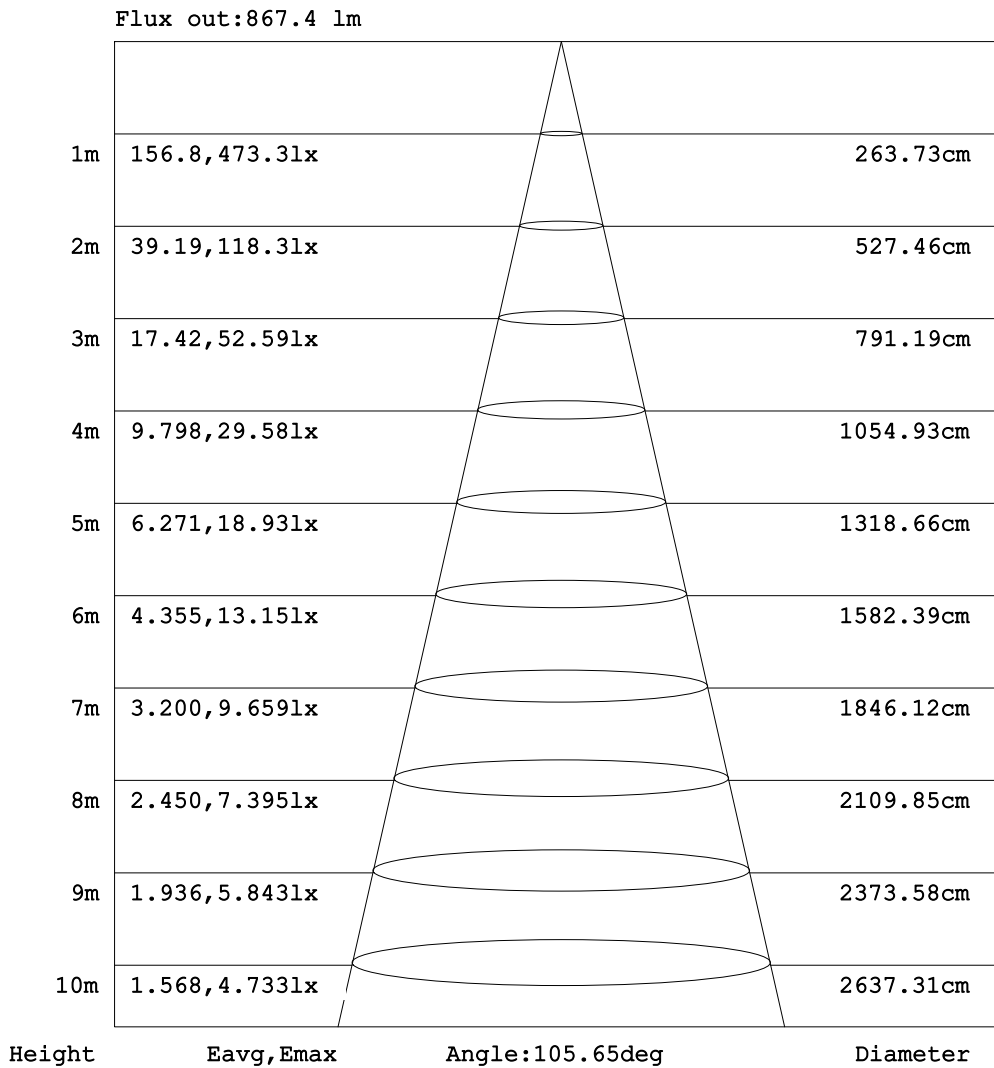 Flux out:867.4 lm
1m 156.8,473.3lx 263.73cm
2m 39.19,118.3lx 527.46cm
3m 17.42,52.59lx 791.19cm
4m 9.798,29.58lx 1054.93cm
5m 6.271,18.93lx 1318.66cm
6m 4.355,13.15lx 1582.39cm
7m 3.200,9.659lx 1846.12cm
8m 2.450,7.395lx 2109.85cm
9m 1.936,5.843lx 2373.58cm
10m 1.568,4.733lx 2637.31cm
Height Eavg,Emax Angle:105.65deg Diameter